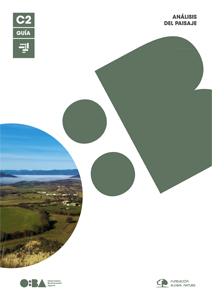 C2
GUÍA
ANÁLISIS
DEL PAISAJE
O:BA
FUNDACIÓN
GLOBAL NATURE